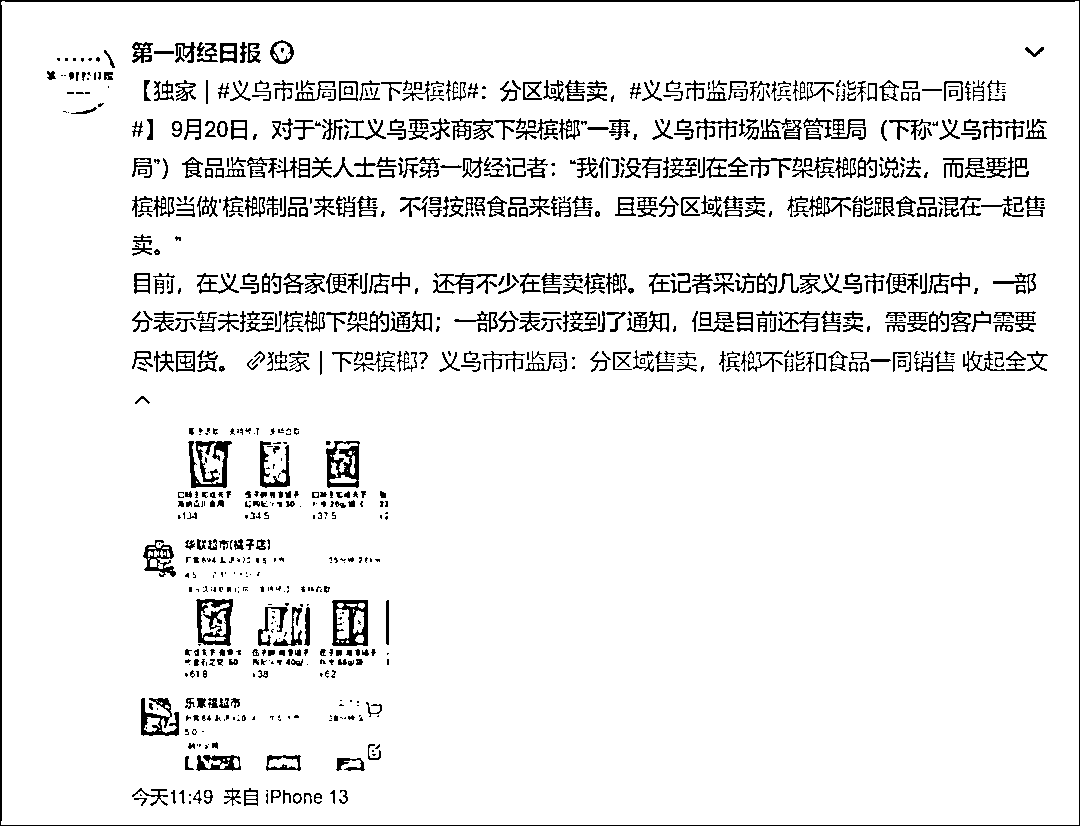 第一财经日报
【独家｜#义乌市监局回应下架槟榔#：分区域售卖，#义乌市监局称槟榔不能和食品一同销售
#】 9月20日，对于“浙江义乌要求商家下架槟榔”一事，义乌市市场监督管理局（下称“义乌市市监
局”）食品监管科相关人士告诉第一财经记者：“我们没有接到在全市下架槟榔的说法，而是要把
槟榔当做'槟榔制品'来销售，不得按照食品来销售。且要分区域售卖，槟榔不能跟食品混在一起售
卖。”
目前，在义乌的各家便利店中，还有不少在售卖槟榔。在记者采访的几家义乌市便利店中，一部
分表示暂未接到槟榔下架的通知；一部分表示接到了通知，但是目前还有售卖，需要的客户需要
尽快囤货。 独家｜下架槟榔？义乌市市监局：分区域售卖，槟榔不能和食品一同销售 收起全文
¥134 ¥34.5 ¥37.5
华联超市(橘子店)
¥61.8 ¥38 ¥62
乐家福超市
5.0
今天11:49 来自 iPhone 13